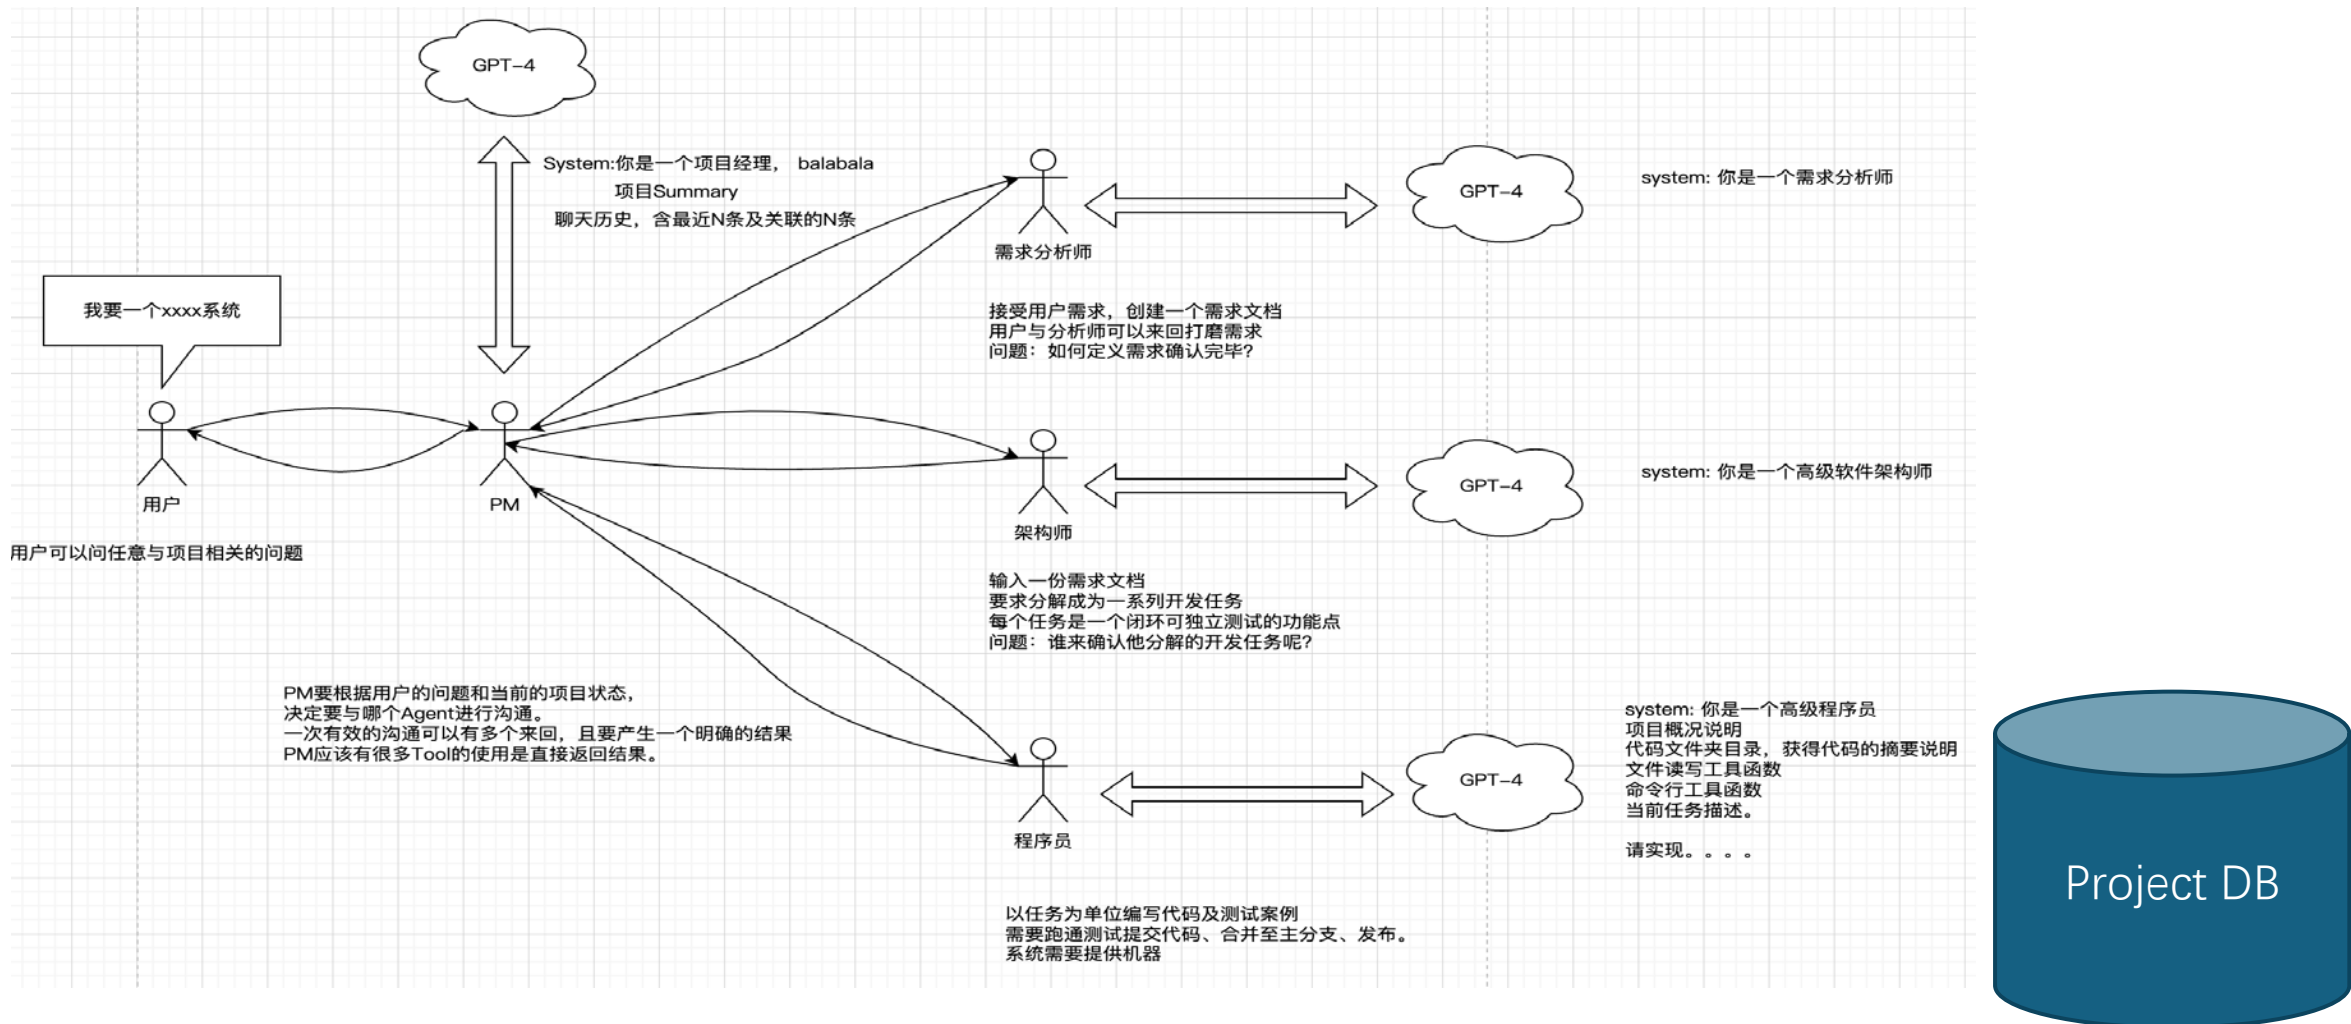 GPT-4
System:你是一个项目经理， balabala
项目Summary
聊天历史，含最近N条及关联的N条
我要一个xxxx系统
用户
用户可以问任意与项目相关的问题
PM
PM要根据用户的问题和当前的项目状态，
决定要与哪个Agent进行沟通。
一次有效的沟通可以有多个来回，且要产生一个明确的结果
PM应该有很多Tool的使用是直接返回结果。
需求分析师
接受用户需求，创建一个需求文档
用户与分析师可以来回打磨需求
问题：如何定义需求确认完毕？
GPT-4
system: 你是一个需求分析师
架构师
输入一份需求文档
要求分解成为一系列开发任务
每个任务是一个闭环可独立测试的功能点
问题：谁来确认他分解的开发任务呢？
GPT-4
system: 你是一个高级软件架构师
程序员
以任务为单位编写代码及测试案例
需要跑通测试提交代码、合并至主分支、发布。
系统需要提供机器
GPT-4
system: 你是一个高级程序员
项目概况说明
代码文件夹目录，获得代码的摘要说明
文件读写工具函数
命令行工具函数
当前任务描述。
请实现。。。。
Project DB